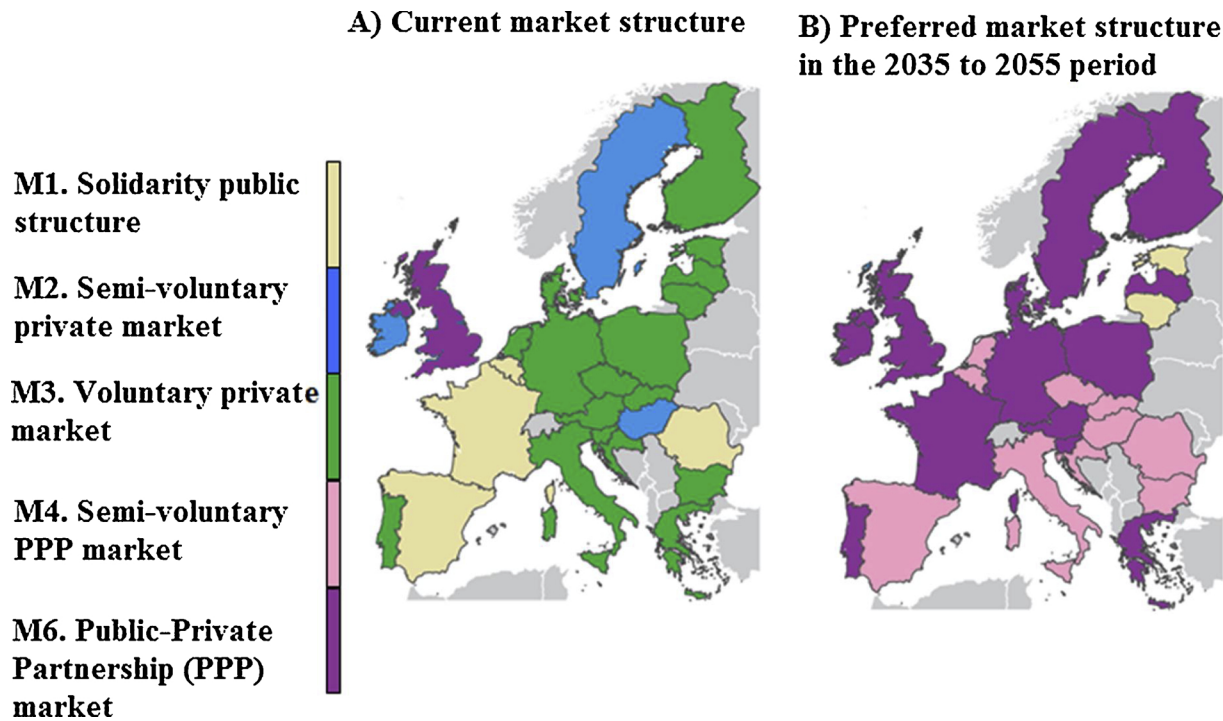 A) Current market structure
B) Preferred market structure
in the 2035 to 2055 period
M1. Solidarity public
structure
M2. Semi-voluntary
private market
M3. Voluntary private
market
M4. Semi-voluntary
PPP market
M6. Public-Private
Partnership (PPP)
market